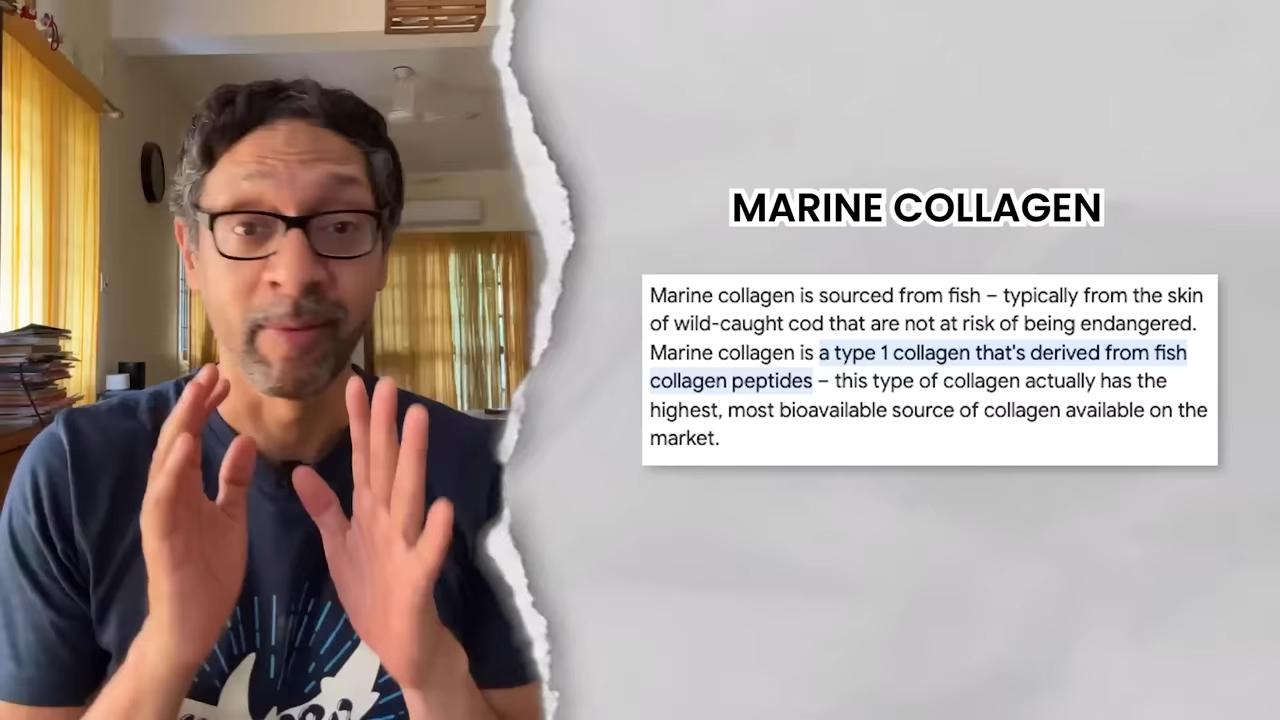 MARINE COLLAGEN
Marine collagen is sourced from fish – typically from the skin
of wild-caught cod that are not at risk of being endangered.
Marine collagen is a type 1 collagen that's derived from fish
collagen peptides – this type of collagen actually has the
highest, most bioavailable source of collagen available on the
market.